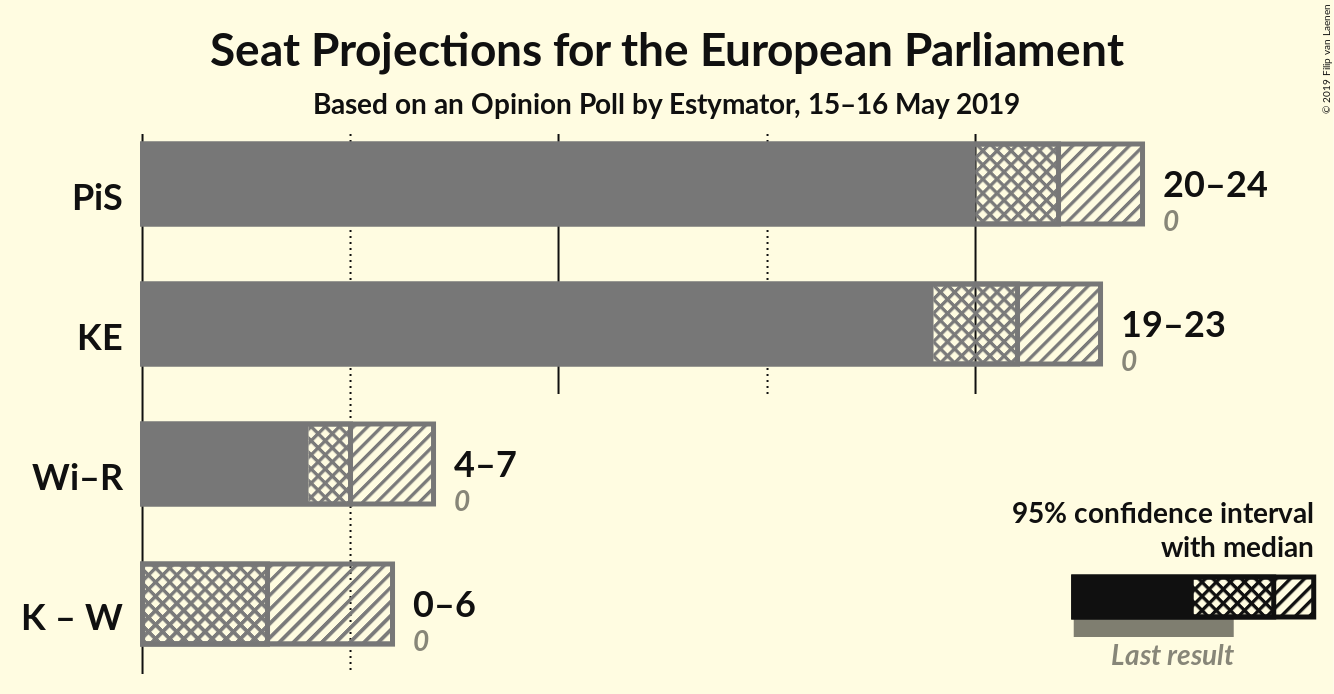 Seat Projections for the European Parliament
Based on an Opinion Poll by Estymator, 15–16 May 2019
© 2019 Filip van Laenen
PiS
20–24
0
KE
19–23
0
Wi–R
4–7
0
K – W
0–6
0
95% confidence interval
with median
Last result